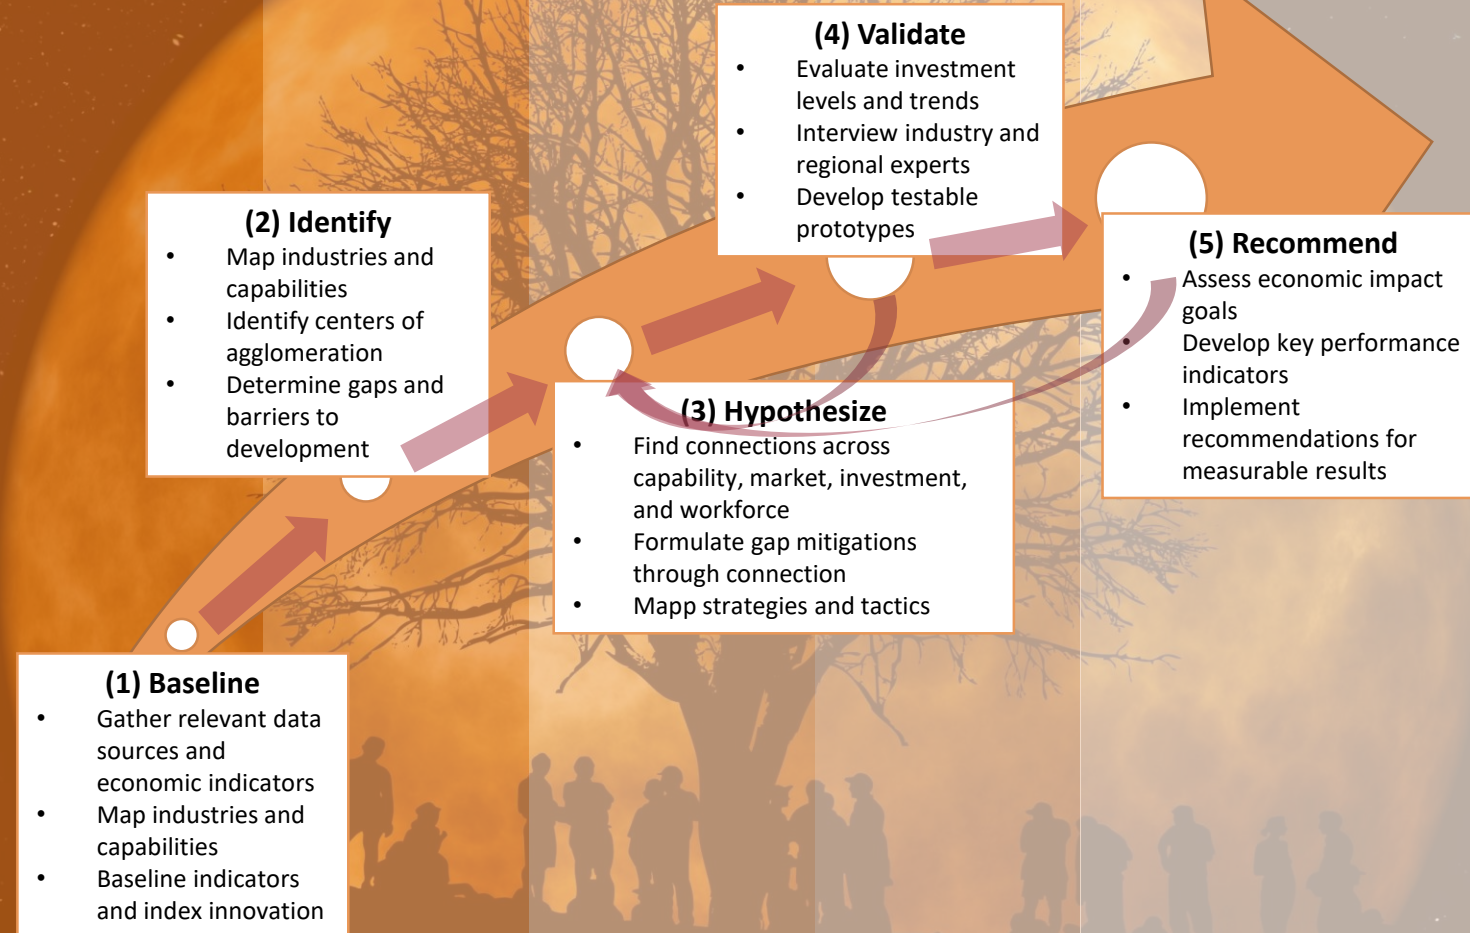 (1) Baseline
• Gather relevant data
sources and
economic indicators
• Map industries and
capabilities
• Baseline indicators
and index innovation
(2) Identify
• Map industries and
capabilities
• Identify centers of
agglomeration
• Determine gaps and
barriers to
development
(3) Hypothesize
• Find connections across
capability, market, investment,
and workforce
• Formulate gap mitigations
through connection
• Mapp strategies and tactics
(4) Validate
• Evaluate investment
levels and trends
• Interview industry and
regional experts
• Develop testable
prototypes
(5) Recommend
• Assess economic impact
goals
• Develop key performance
indicators
• Implement
recommendations for
measurable results